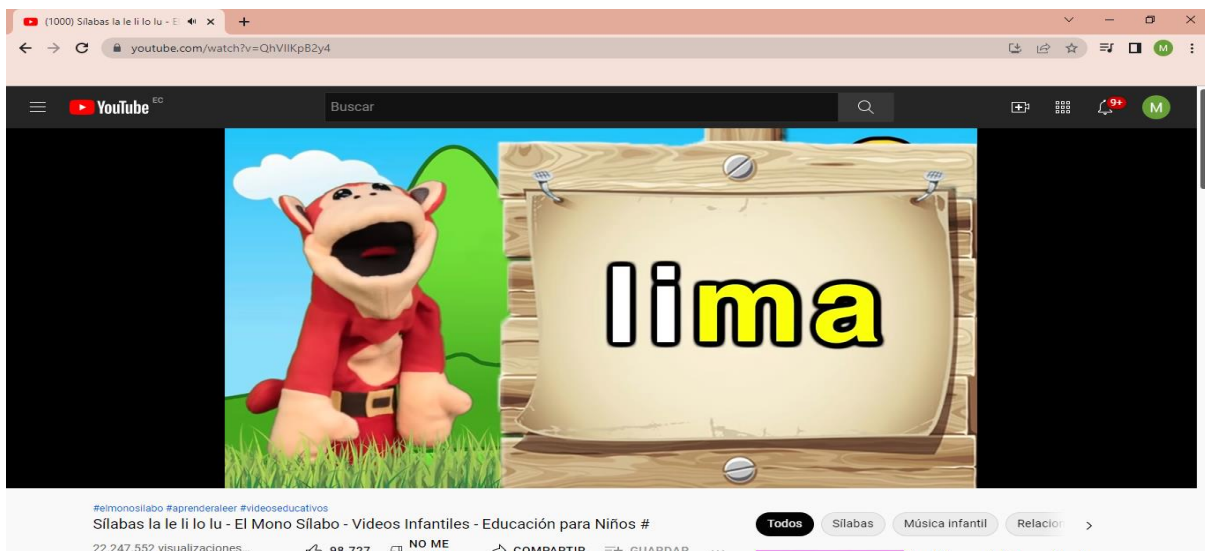 (1000) Sílabas la le li lo lu - E
youtube.com/watch?v=QhVIIKpB2y4
YouTube EC
Buscar
9+
M
lima
#elmonosilabo #aprenderaleer #videoseducativos
Sílabas la le li lo lu - El Mono Sílabo - Videos Infantiles - Educación para Niños #
Todos
Sílabas
Música infantil
Relacion
22.247.552 visualizaciones...
98.727
NO ME
COMPARTIR
GUARDAR